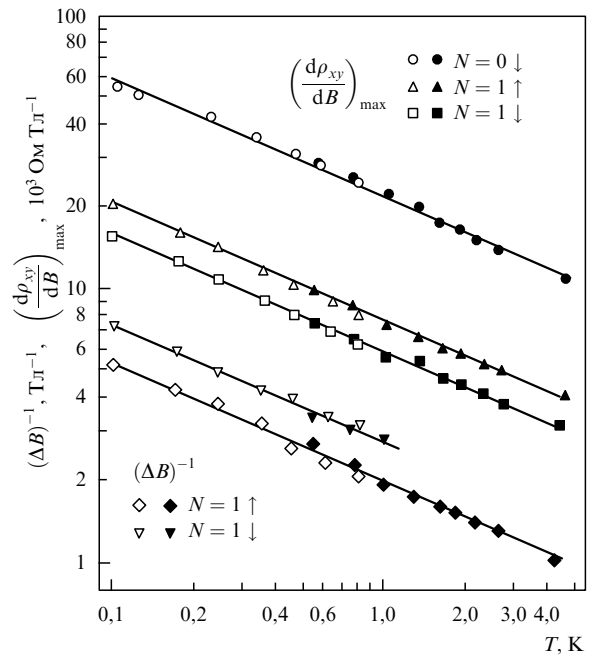 100
80
60
40
20
10
8
6
4
2
1
(ΔB)⁻¹, Тл⁻¹, (dρxy/dB)max, 10³ Ом Тл⁻¹
(dρxy/dB)max
N = 0 ↓
N = 1 ↑
N = 1 ↓
(ΔB)⁻¹
N = 1 ↑
N = 1 ↓
0,1 0,2 0,4 0,6 1,0 2,0 3,0 4,0
T, K